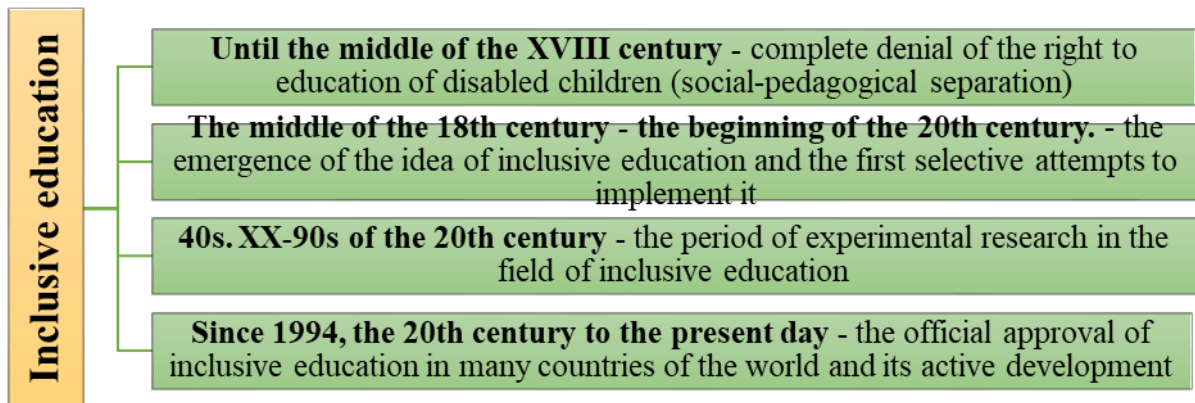 Inclusive education
Until the middle of the XVIII century - complete denial of the right to
education of disabled children (social-pedagogical separation)
The middle of the 18th century - the beginning of the 20th century. - the
emergence of the idea of inclusive education and the first selective attempts to
implement it
40s. XX-90s of the 20th century - the period of experimental research in the
field of inclusive education
Since 1994, the 20th century to the present day - the official approval of
inclusive education in many countries of the world and its active development